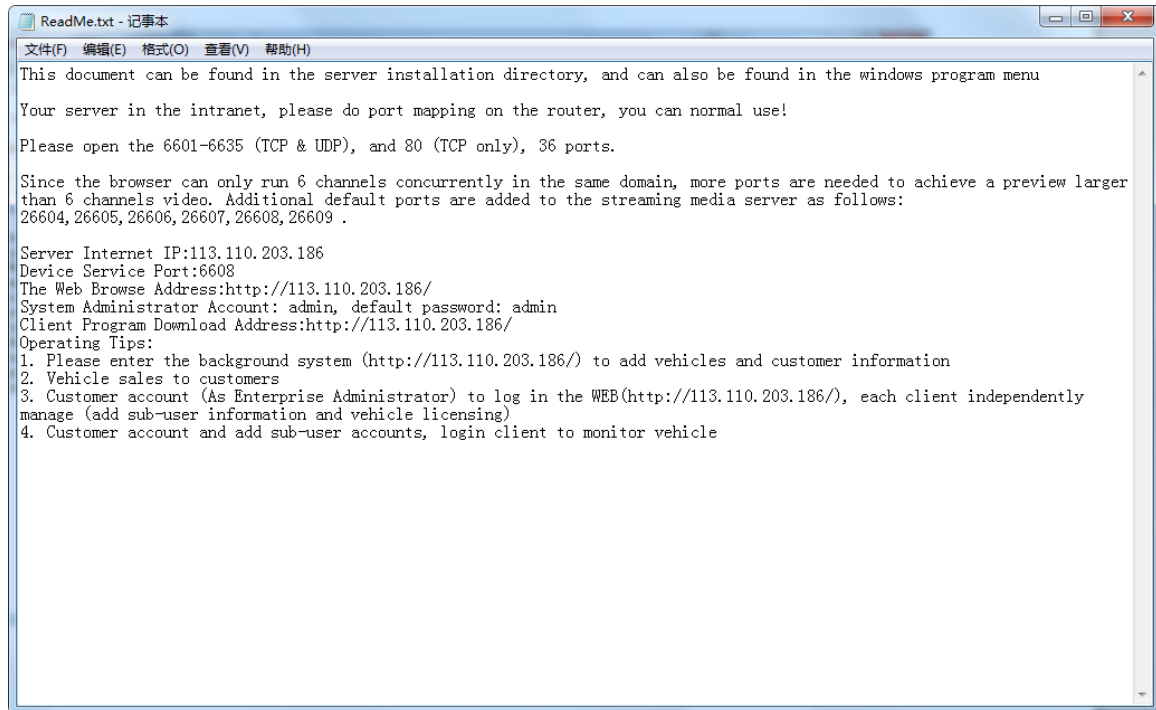 ReadMe.txt - 记事本
文件(F) 编辑(E) 格式(O) 查看(V) 帮助(H)
This document can be found in the server installation directory, and can also be found in the windows program menu
Your server in the intranet, please do port mapping on the router, you can normal use!
Please open the 6601-6635 (TCP & UDP), and 80 (TCP only), 36 ports.
Since the browser can only run 6 channels concurrently in the same domain, more ports are needed to achieve a preview larger
than 6 channels video. Additional default ports are added to the streaming media server as follows:
26604,26605,26606,26607,26608,26609 .
Server Internet IP:113.110.203.186
Device Service Port:6608
The Web Browse Address:http://113.110.203.186/
System Administrator Account: admin, default password: admin
Client Program Download Address:http://113.110.203.186/
Operating Tips:
1. Please enter the background system (http://113.110.203.186/) to add vehicles and customer information
2. Vehicle sales to customers
3. Customer account (As Enterprise Administrator) to log in the WEB(http://113.110.203.186/), each client independently
manage (add sub-user information and vehicle licensing)
4. Customer account and add sub-user accounts, login client to monitor vehicle